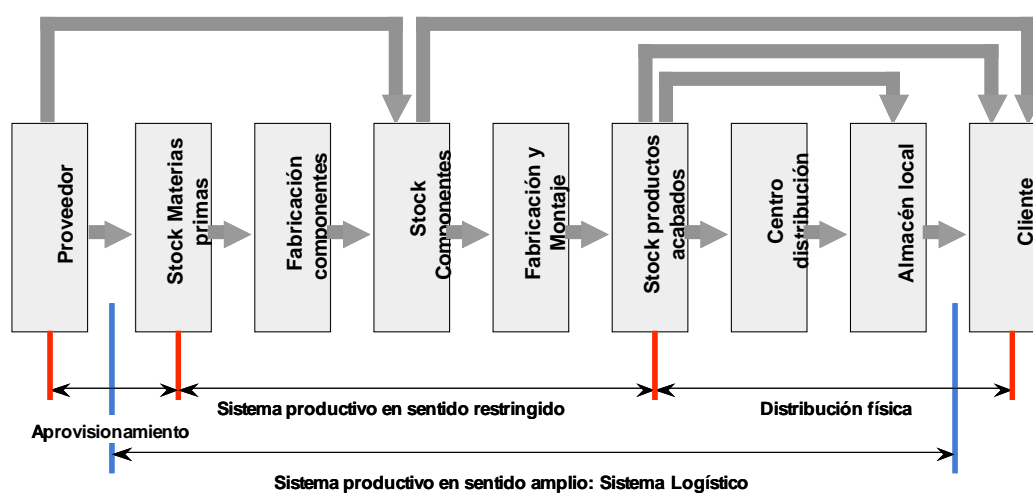 Proveedor
Stock Materias
primas
Fabricación
componentes
Stock
Componentes
Fabricación y
Montaje
Stock productos
acabados
Centro
distribución
Almacén local
Cliente
Sistema productivo en sentido restringido
Distribución física
Aprovisionamiento
Sistema productivo en sentido amplio: Sistema Logístico